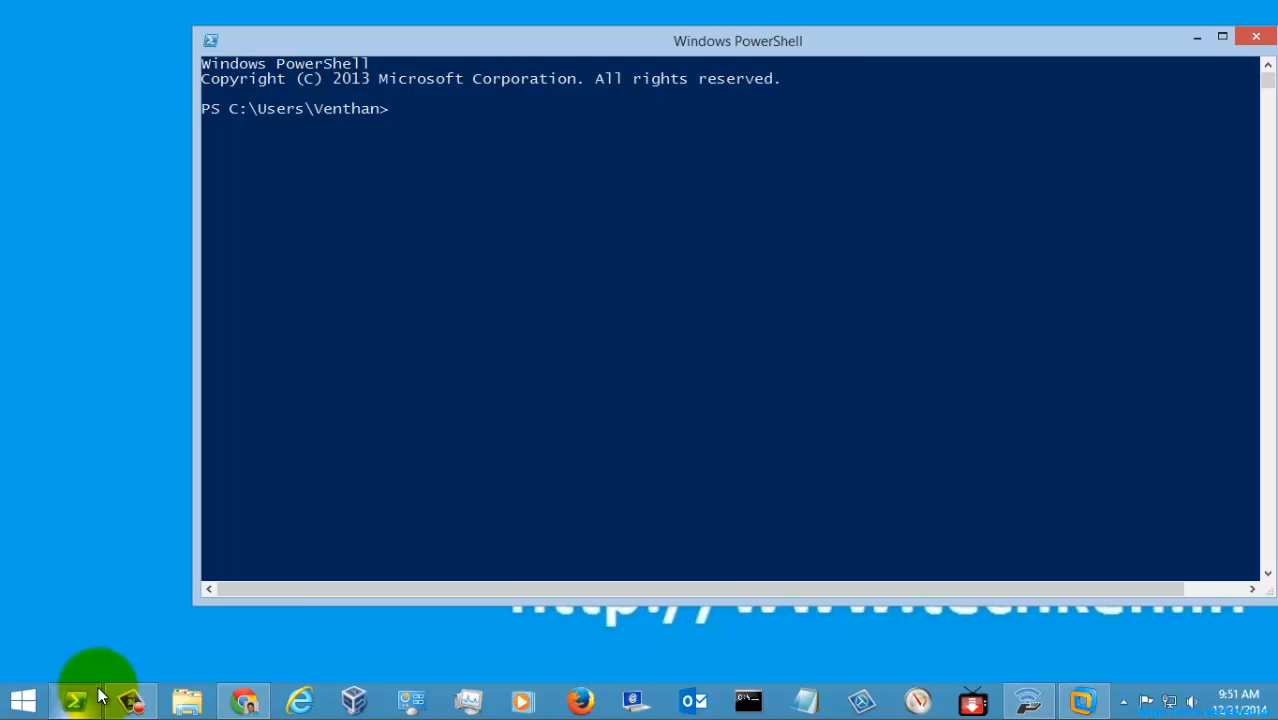 Windows PowerShell
Windows PowerShell
Copyright (C) 2013 Microsoft Corporation. All rights reserved.
PS C:\Users\Venthan>
9:51 AM
12/31/2014